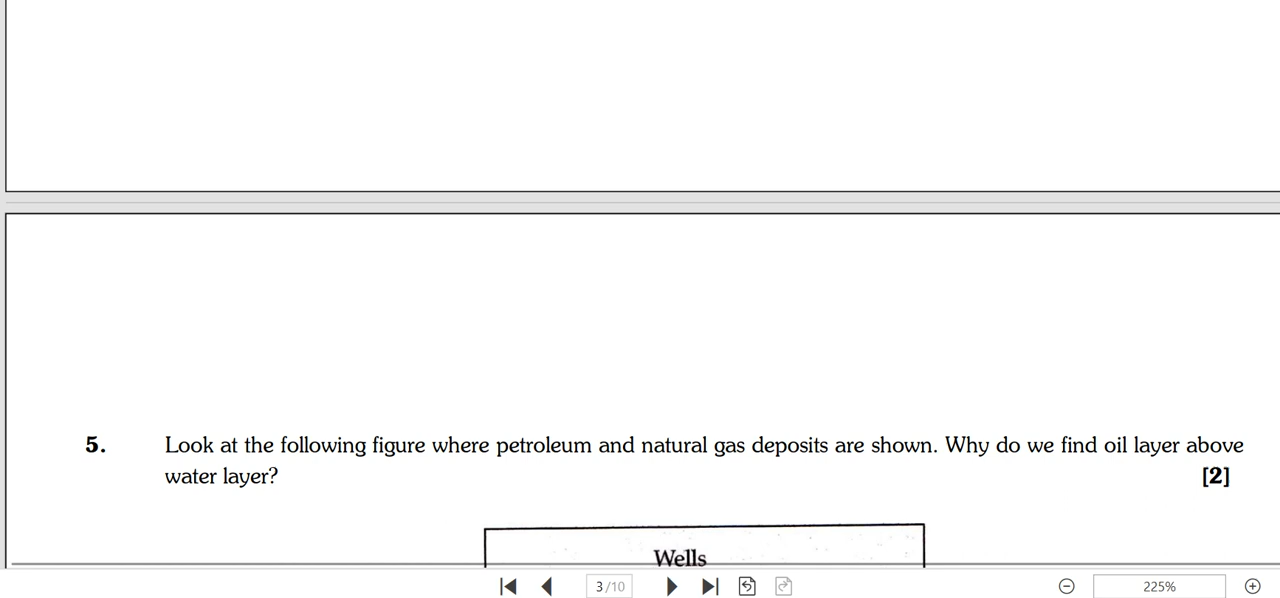 5. Look at the following figure where petroleum and natural gas deposits are shown. Why do we find oil layer above
water layer? [2]
Wells
3 /10
225%